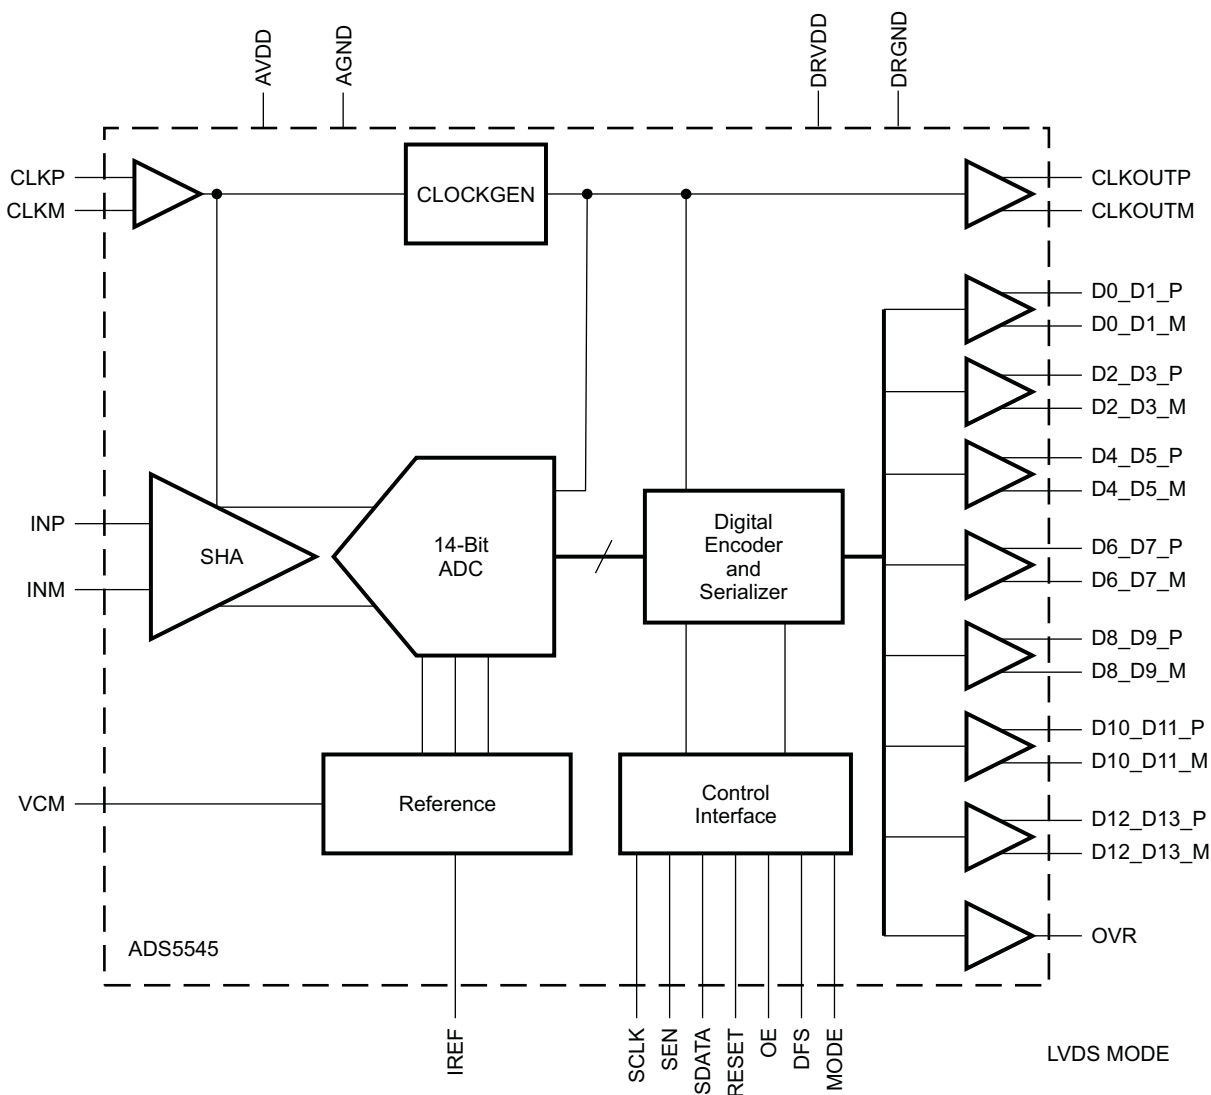 AVDD
AGND
DRVDD
DRGND
CLKP
CLKM
CLOCKGEN
CLKOUTP
CLKOUTM
D0_D1_P
D0_D1_M
D2_D3_P
D2_D3_M
D4_D5_P
D4_D5_M
INP
INM
SHA
14-Bit
ADC
Digital
Encoder
and
Serializer
D6_D7_P
D6_D7_M
D8_D9_P
D8_D9_M
D10_D11_P
D10_D11_M
VCM
Reference
Control
Interface
D12_D13_P
D12_D13_M
OVR
ADS5545
IREF
SCLK
SEN
SDATA
RESET
OE
DFS
MODE
LVDS MODE